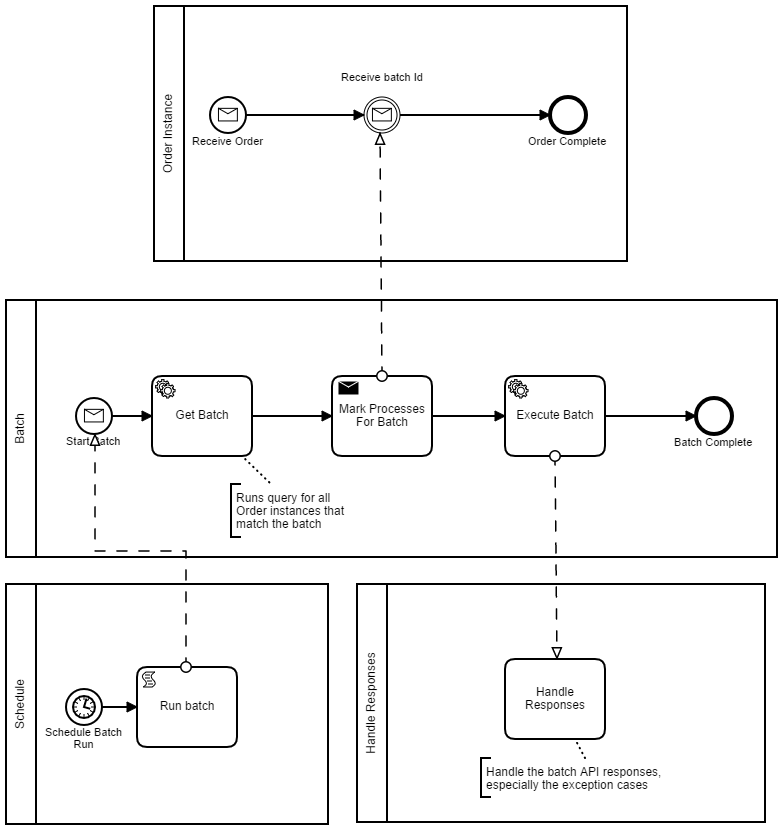 Order Instance
Receive batch Id
Receive Order
Order Complete
Batch
Start Batch
Get Batch
Mark Processes
For Batch
Execute Batch
Batch Complete
Runs query for all
Order instances that
match the batch
Schedule
Schedule Batch
Run
Run batch
Handle Responses
Handle
Responses
Handle the batch API responses,
especially the exception cases